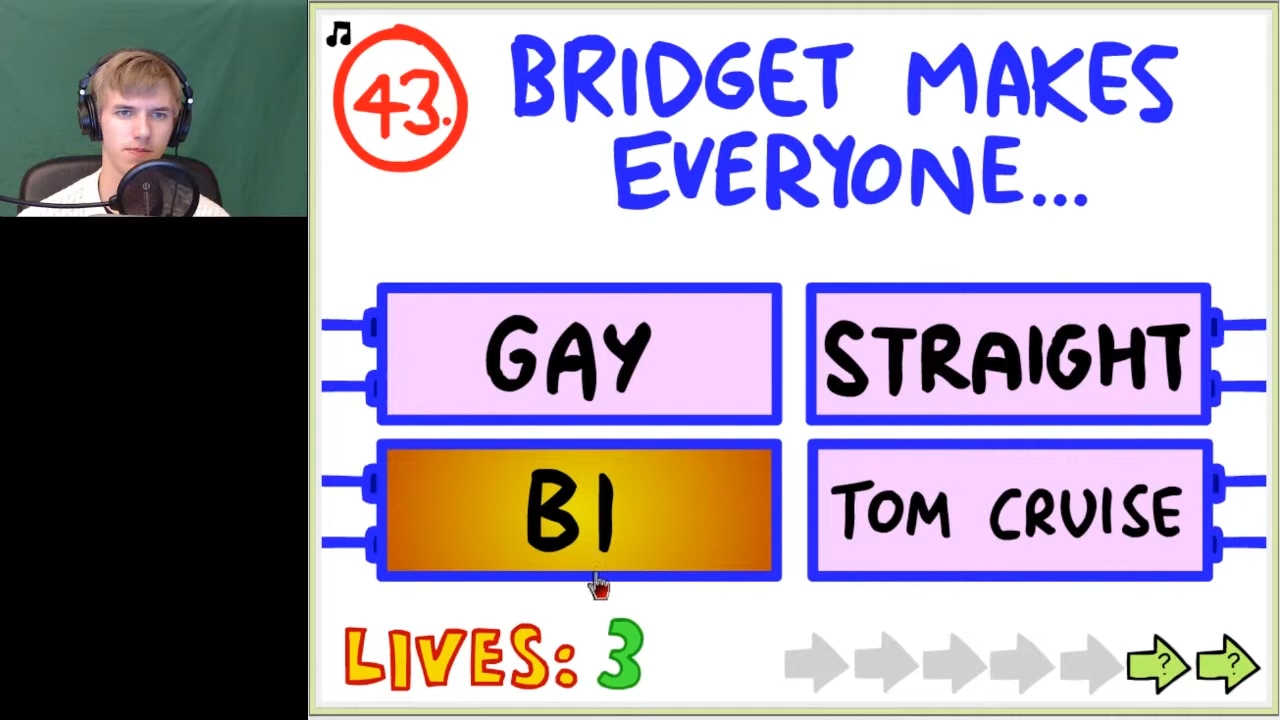 43.
BRIDGET MAKES
EVERYONE...
GAY
STRAIGHT
BI
TOM CRUISE
LIVES: 3
? ?